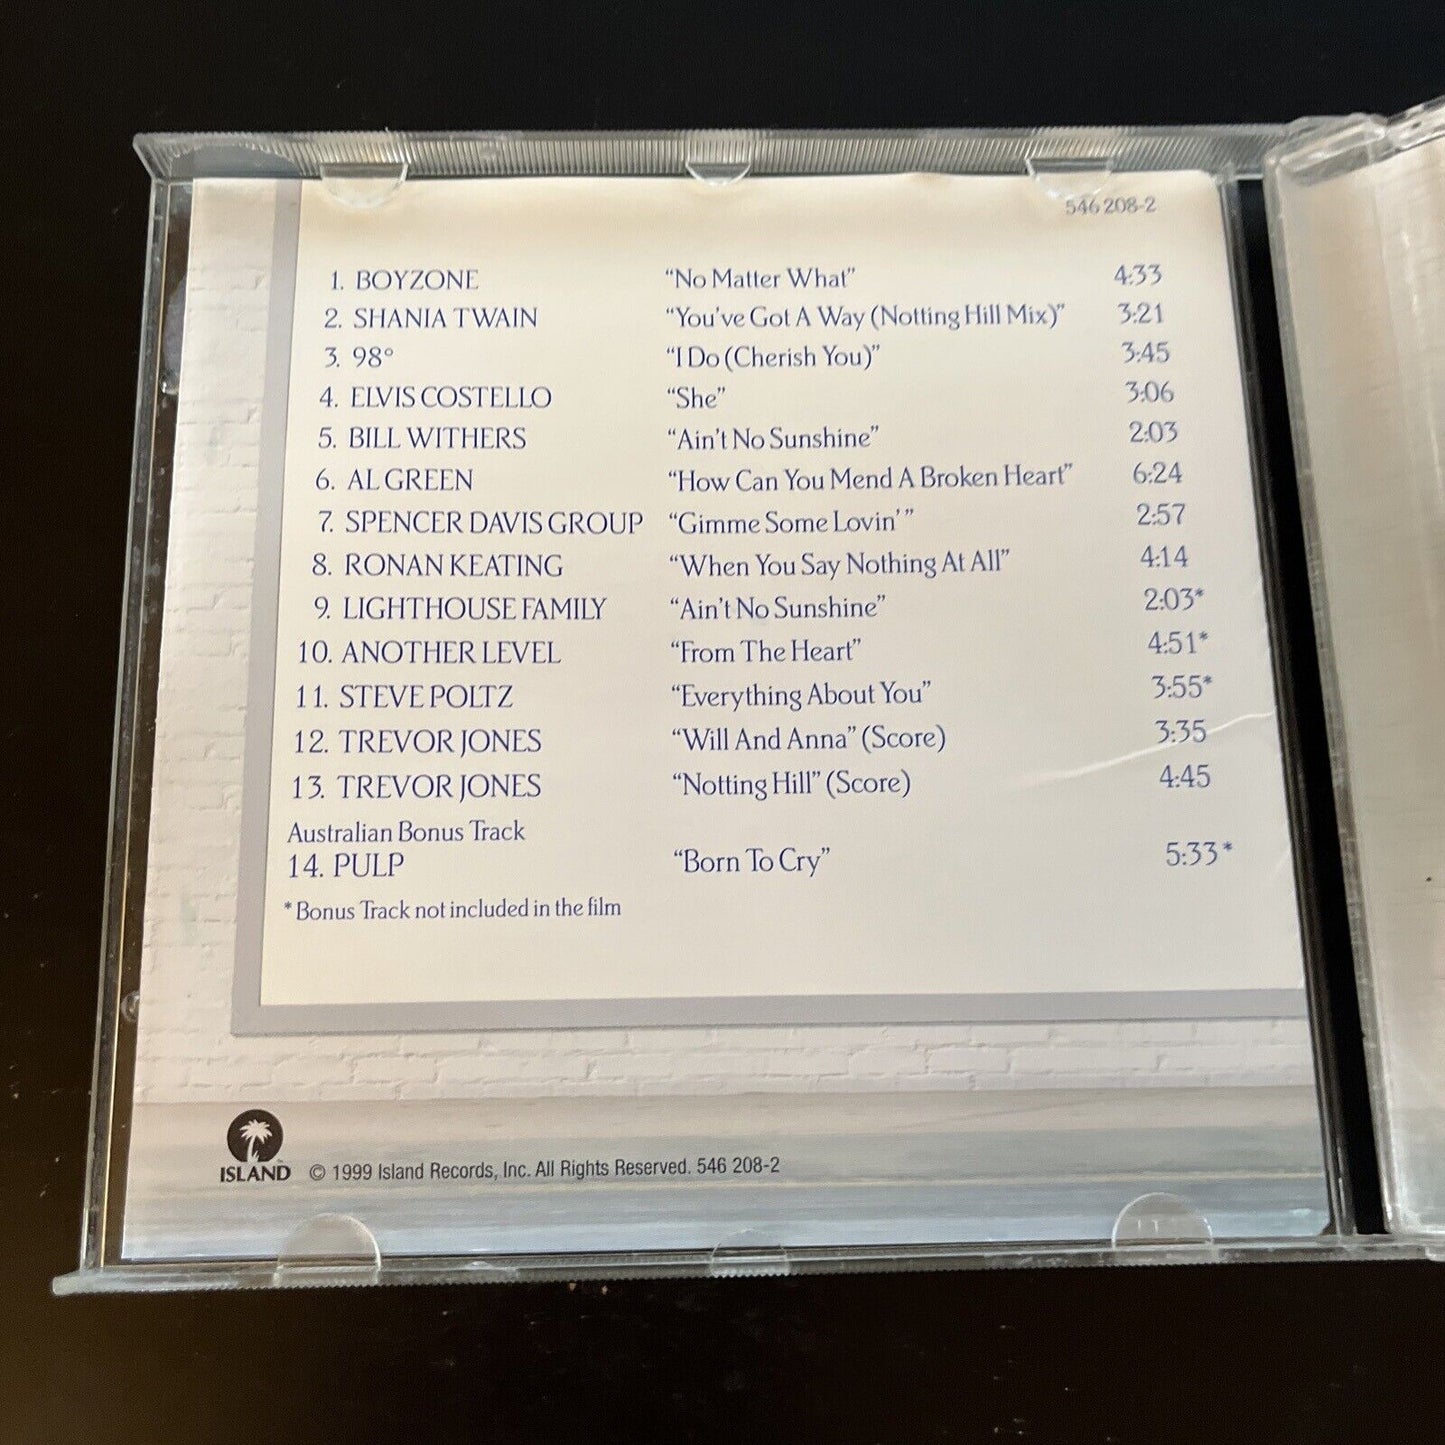 546 208-2
1. BOYZONE "No Matter What" 4:33
2. SHANIA TWAIN "You've Got A Way (Notting Hill Mix)" 3:21
3. 98° "I Do (Cherish You)" 3:45
4. ELVIS COSTELLO "She" 3:06
5. BILL WITHERS "Ain't No Sunshine" 2:03
6. AL GREEN "How Can You Mend A Broken Heart" 6:24
7. SPENCER DAVIS GROUP "Gimme Some Lovin'" 2:57
8. RONAN KEATING "When You Say Nothing At All" 4:14
9. LIGHTHOUSE FAMILY "Ain't No Sunshine" 2:03*
10. ANOTHER LEVEL "From The Heart" 4:51*
11. STEVE POLTZ "Everything About You" 3:55*
12. TREVOR JONES "Will And Anna" (Score) 3:35
13. TREVOR JONES "Notting Hill" (Score) 4:45
Australian Bonus Track
14. PULP "Born To Cry" 5:33*
* Bonus Track not included in the film
ISLAND © 1999 Island Records, Inc. All Rights Reserved. 546 208-2